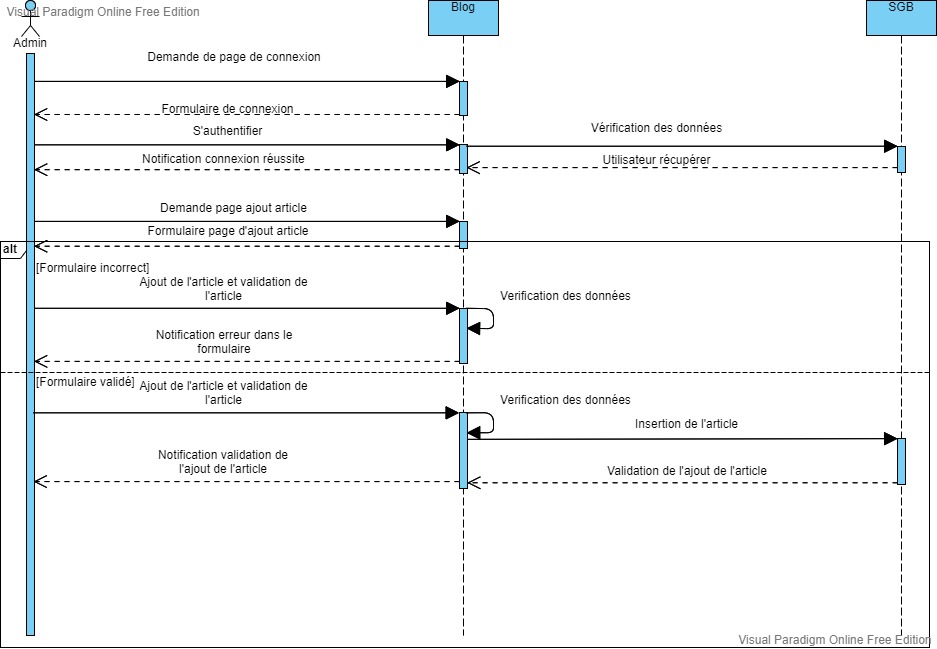 Visual Paradigm Online Free Edition
Blog
SGB
Admin
Demande de page de connexion
Formulaire de connexion
S'authentifier
Vérification des données
Notification connexion réussite
Utilisateur récupérer
Demande page ajout article
Formulaire page d'ajout article
alt
[Formulaire incorrect]
Ajout de l'article et validation de
l'article
Verification des données
Notification erreur dans le
formulaire
[Formulaire validé]
Ajout de l'article et validation de
l'article
Verification des données
Insertion de l'article
Notification validation de
l'ajout de l'article
Validation de l'ajout de l'article
Visual Paradigm Online Free Edition